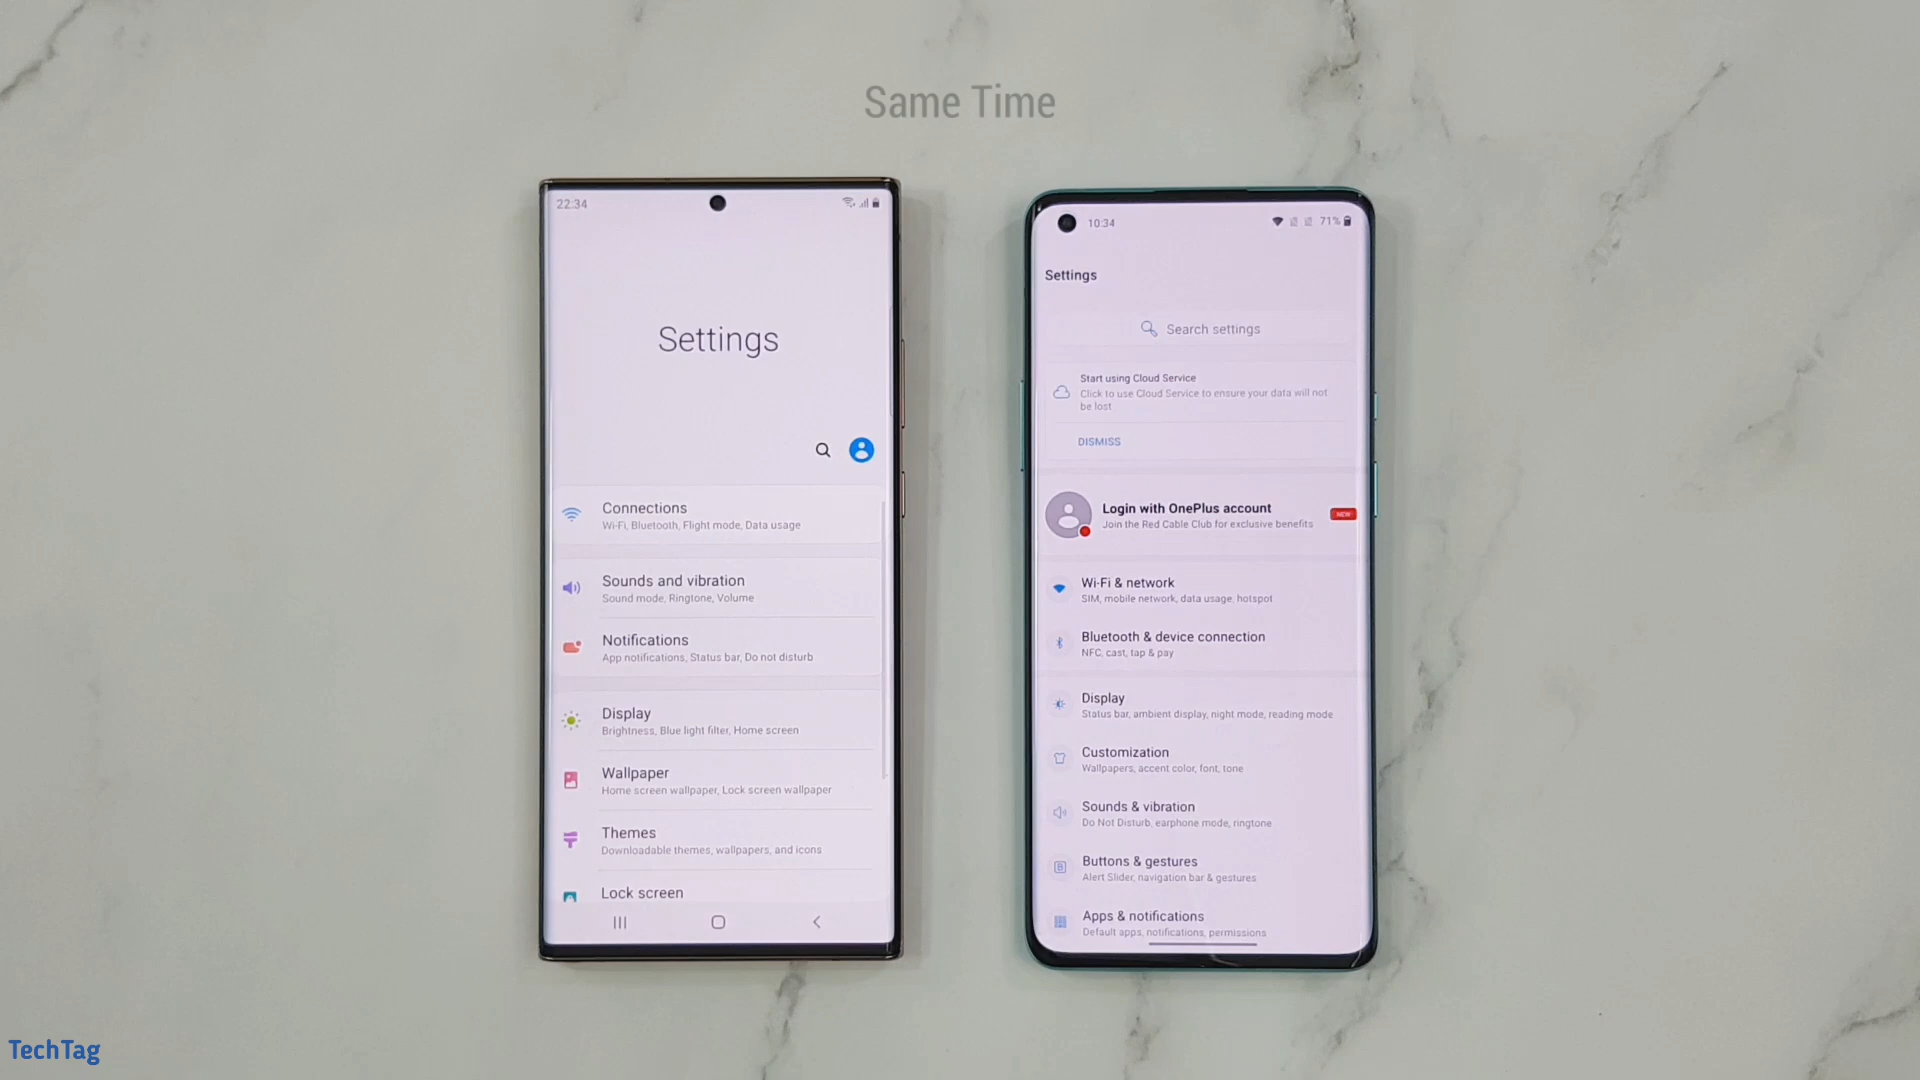 Same Time
22:34
Settings
Connections
Wi-Fi, Bluetooth, Flight mode, Data usage
Sounds and vibration
Sound mode, Ringtone, Volume
Notifications
App notifications, Status bar, Do not disturb
Display
Brightness, Blue light filter, Home screen
Wallpaper
Home screen wallpaper, Lock screen wallpaper
Themes
Downloadable themes, wallpapers, and icons
Lock screen
10:34
71%
Settings
Search settings
Start using Cloud Service
Click to use Cloud Service to ensure your data will not
be lost
DISMISS
Login with OnePlus account
Join the Red Cable Club for exclusive benefits
NEW
Wi-Fi & network
SIM, mobile network, data usage, hotspot
Bluetooth & device connection
NFC, cast, tap & pay
Display
Status bar, ambient display, night mode, reading mode
Customization
Wallpapers, accent color, font, tone
Sounds & vibration
Do Not Disturb, earphone mode, ringtone
Buttons & gestures
Alert Slider, navigation bar & gestures
Apps & notifications
Default apps, notifications, permissions
TechTag